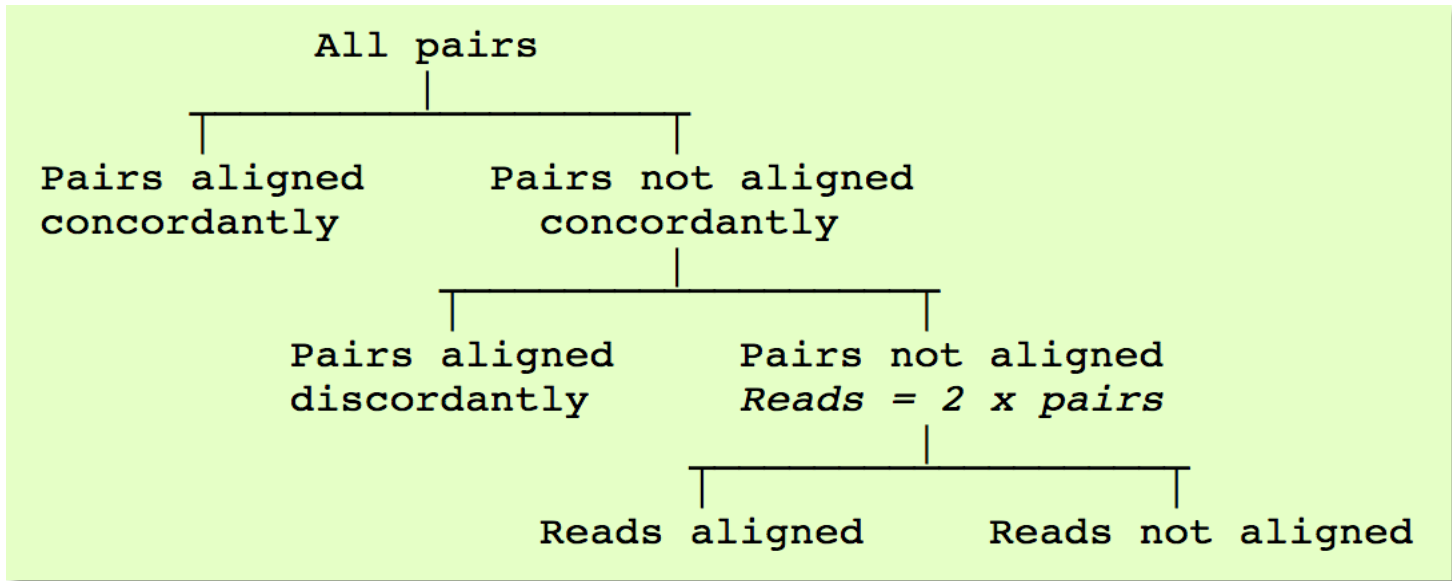 All pairs
Pairs aligned Pairs not aligned
concordantly concordantly
Pairs aligned Pairs not aligned
discordantly Reads = 2 x pairs
Reads aligned Reads not aligned